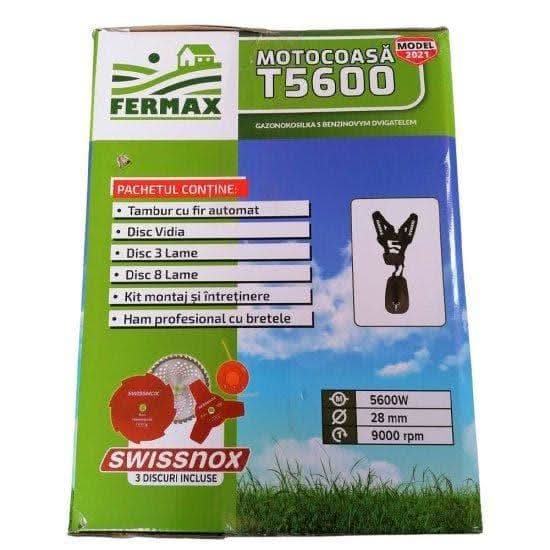 FERMAX
MOTOCOASĂ
T5600
MODEL
2021
GAZONOKOSILKA S BENZINOVYM DVIGATELEM
PACHETUL CONȚINE:
• Tambur cu fir automat
• Disc Vidia
• Disc 3 Lame
• Disc 8 Lame
• Kit montaj și întreținere
• Ham profesional cu bretele
SWISSNOX
SWISSNOX
3 DISCURI INCLUSE
M 5600W
28 mm
9000 rpm